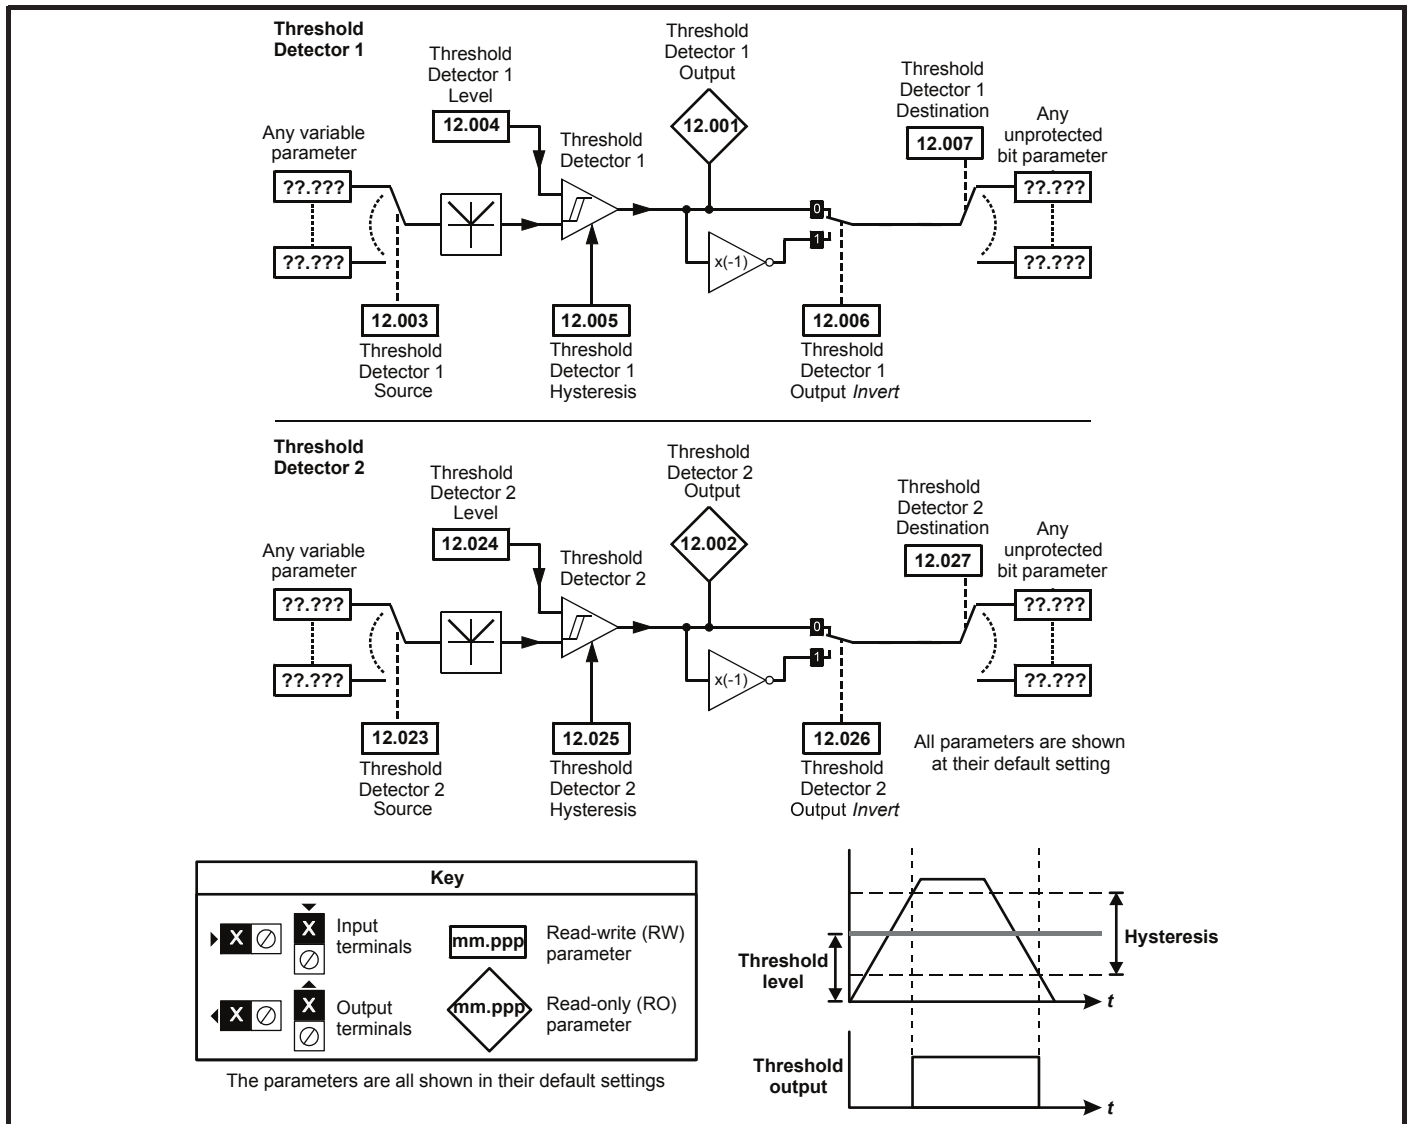 Threshold
Detector 1
Threshold
Detector 1
Level
12.004
Threshold
Detector 1
Output
12.001
Threshold
Detector 1
Destination
12.007
Any variable
parameter
??.???
??.???
Threshold
Detector 1
Any
unprotected
bit parameter
??.???
??.???
0
1
x(-1)
12.003
Threshold
Detector 1
Source
12.005
Threshold
Detector 1
Hysteresis
12.006
Threshold
Detector 1
Output Invert
Threshold
Detector 2
Threshold
Detector 2
Level
12.024
Threshold
Detector 2
Output
12.002
Threshold
Detector 2
Destination
12.027
Any variable
parameter
??.???
??.???
Threshold
Detector 2
Any
unprotected
bit parameter
??.???
??.???
0
1
x(-1)
12.023
Threshold
Detector 2
Source
12.025
Threshold
Detector 2
Hysteresis
12.026
Threshold
Detector 2
Output Invert
All parameters are shown
at their default setting
Key
X
X
Input
terminals
mm.ppp
Read-write (RW)
parameter
X
X
Output
terminals
mm.ppp
Read-only (RO)
parameter
The parameters are all shown in their default settings
Threshold
level
Hysteresis
t
Threshold
output
t